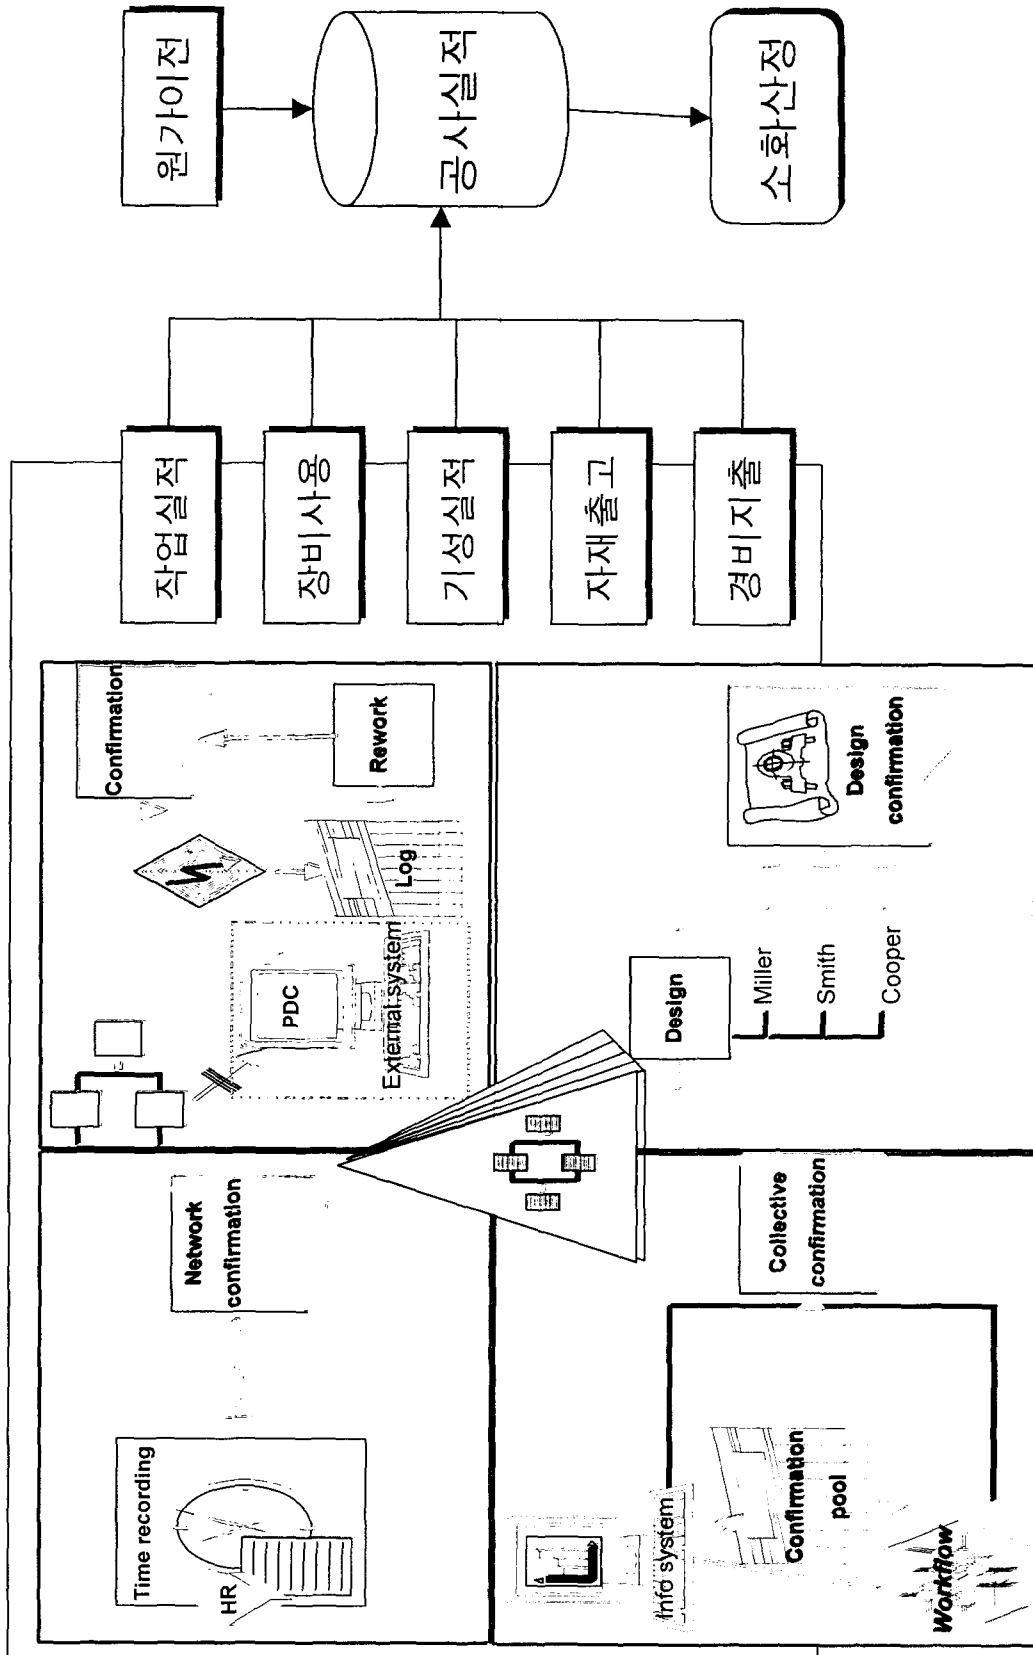 Time recording
HR
Network
confirmation
PDC
External system
Log
Confirmation
Rework
Info system
Confirmation
pool
Workflow
Collective
confirmation
Design
Miller
Smith
Cooper
Design
confirmation
작업실적
장비사용
기성실적
자재출고
경비지출
원가이전
공사실적
소화산정